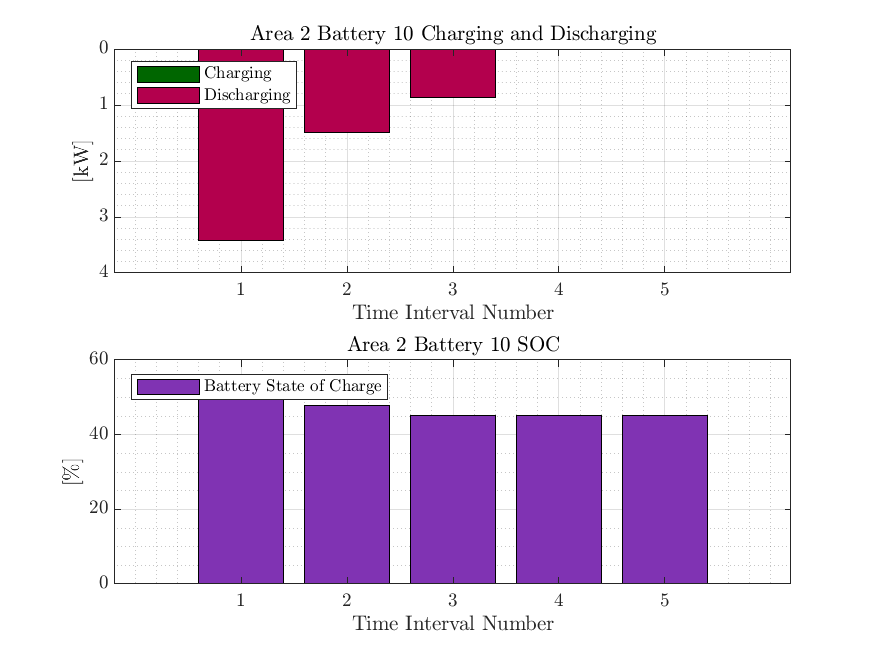 Area 2 Battery 10 Charging and Discharging
0
1
2
3
4
[kW]
Charging
Discharging
1 2 3 4 5
Time Interval Number
Area 2 Battery 10 SOC
60
40
20
0
[%]
Battery State of Charge
1 2 3 4 5
Time Interval Number